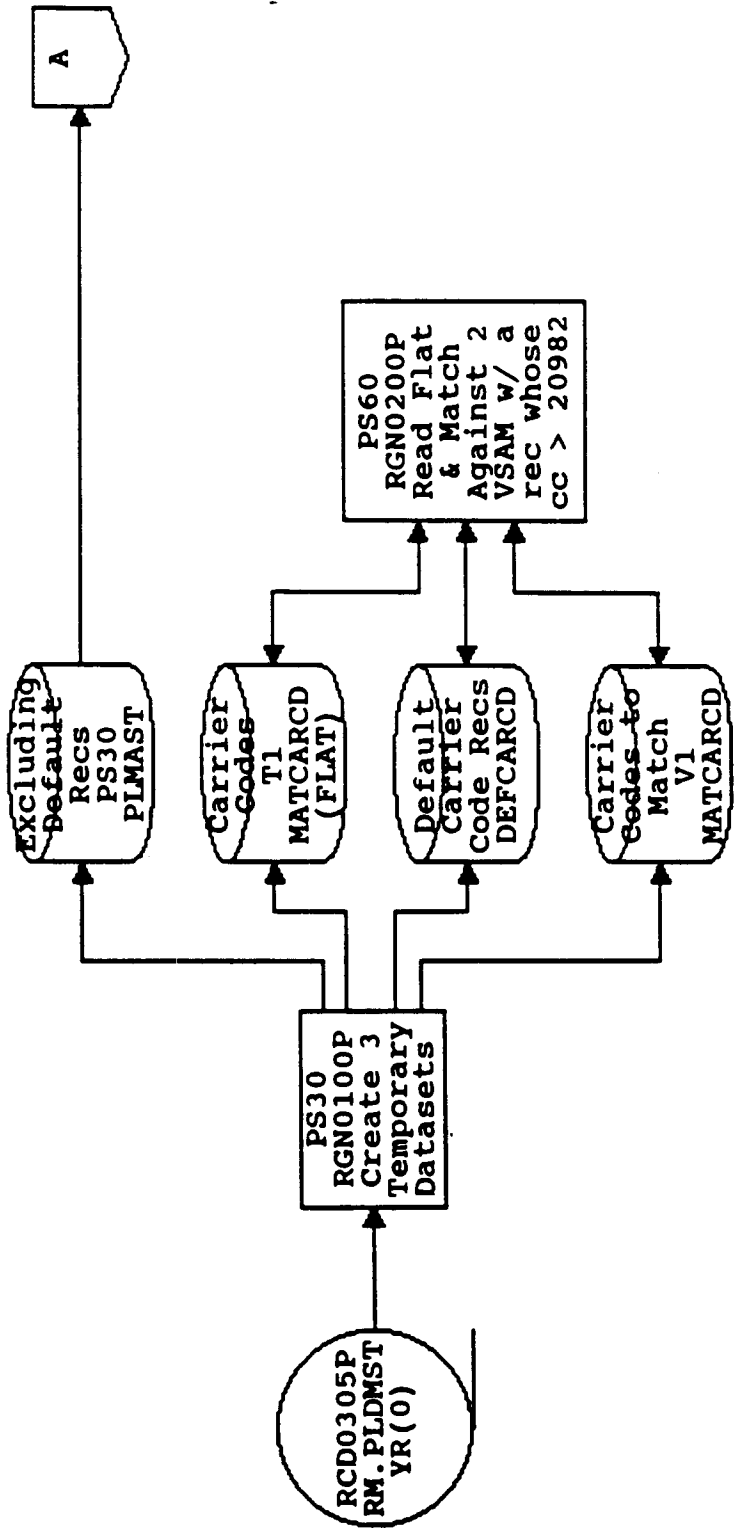 RCD0305P
RM.PLDMST
YR(0)
PS30
RGN0100P
Create 3
Temporary
Datasets
Excluding
Default
Recs
PS30
PLMAST
Carrier
Codes
T1
MATCARCD
(FLAT)
Default
Carrier
Code Recs
DEFCARCD
Carrier
Codes to
Match
V1
MATCARCD
PS60
RGN0200P
Read Flat
& Match
Against 2
VSAM w/ a
rec whose
cc > 20982
A